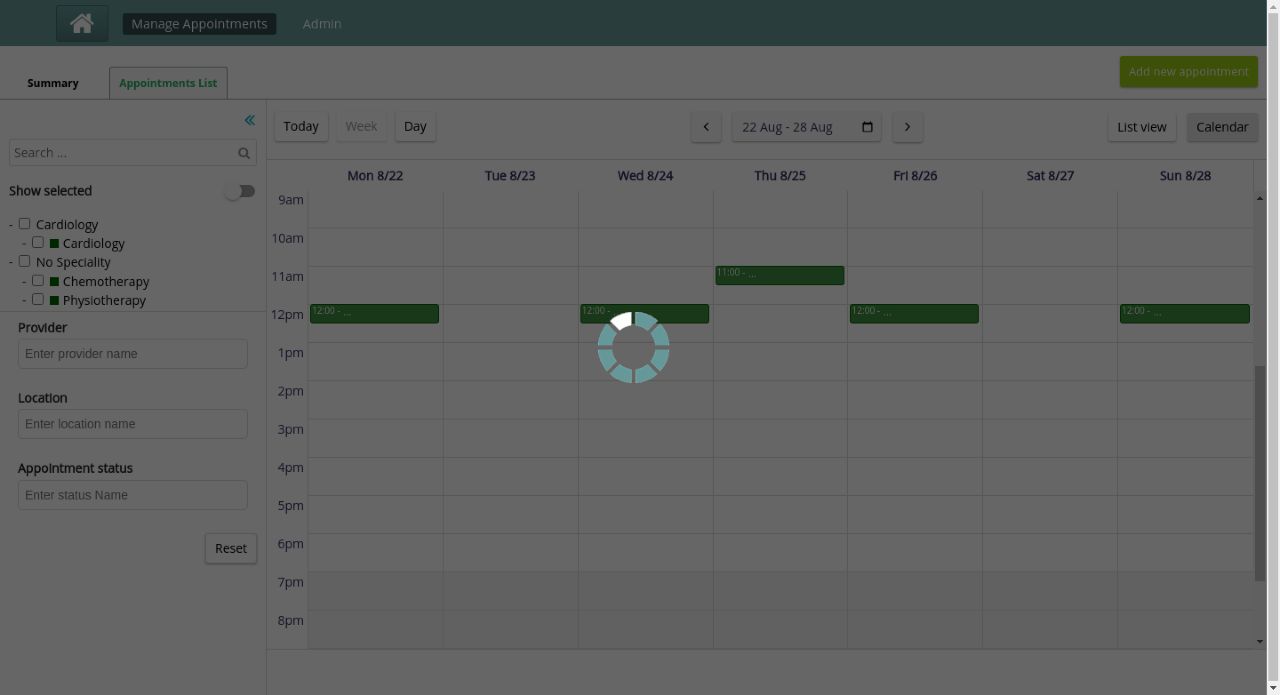 Manage Appointments Admin
Summary Appointments List Add new appointment
Today Week Day 22 Aug - 28 Aug List view Calendar
Search ...
Show selected
- Cardiology
- Cardiology
- No Speciality
- Chemotherapy
- Physiotherapy
Provider
Enter provider name
Location
Enter location name
Appointment status
Enter status Name
Reset
Mon 8/22 Tue 8/23 Wed 8/24 Thu 8/25 Fri 8/26 Sat 8/27 Sun 8/28
9am
10am
11am 11:00 - ...
12pm 12:00 - ... 12:00 - 12:00 - ... 12:00 - ...
1pm
2pm
3pm
4pm
5pm
6pm
7pm
8pm